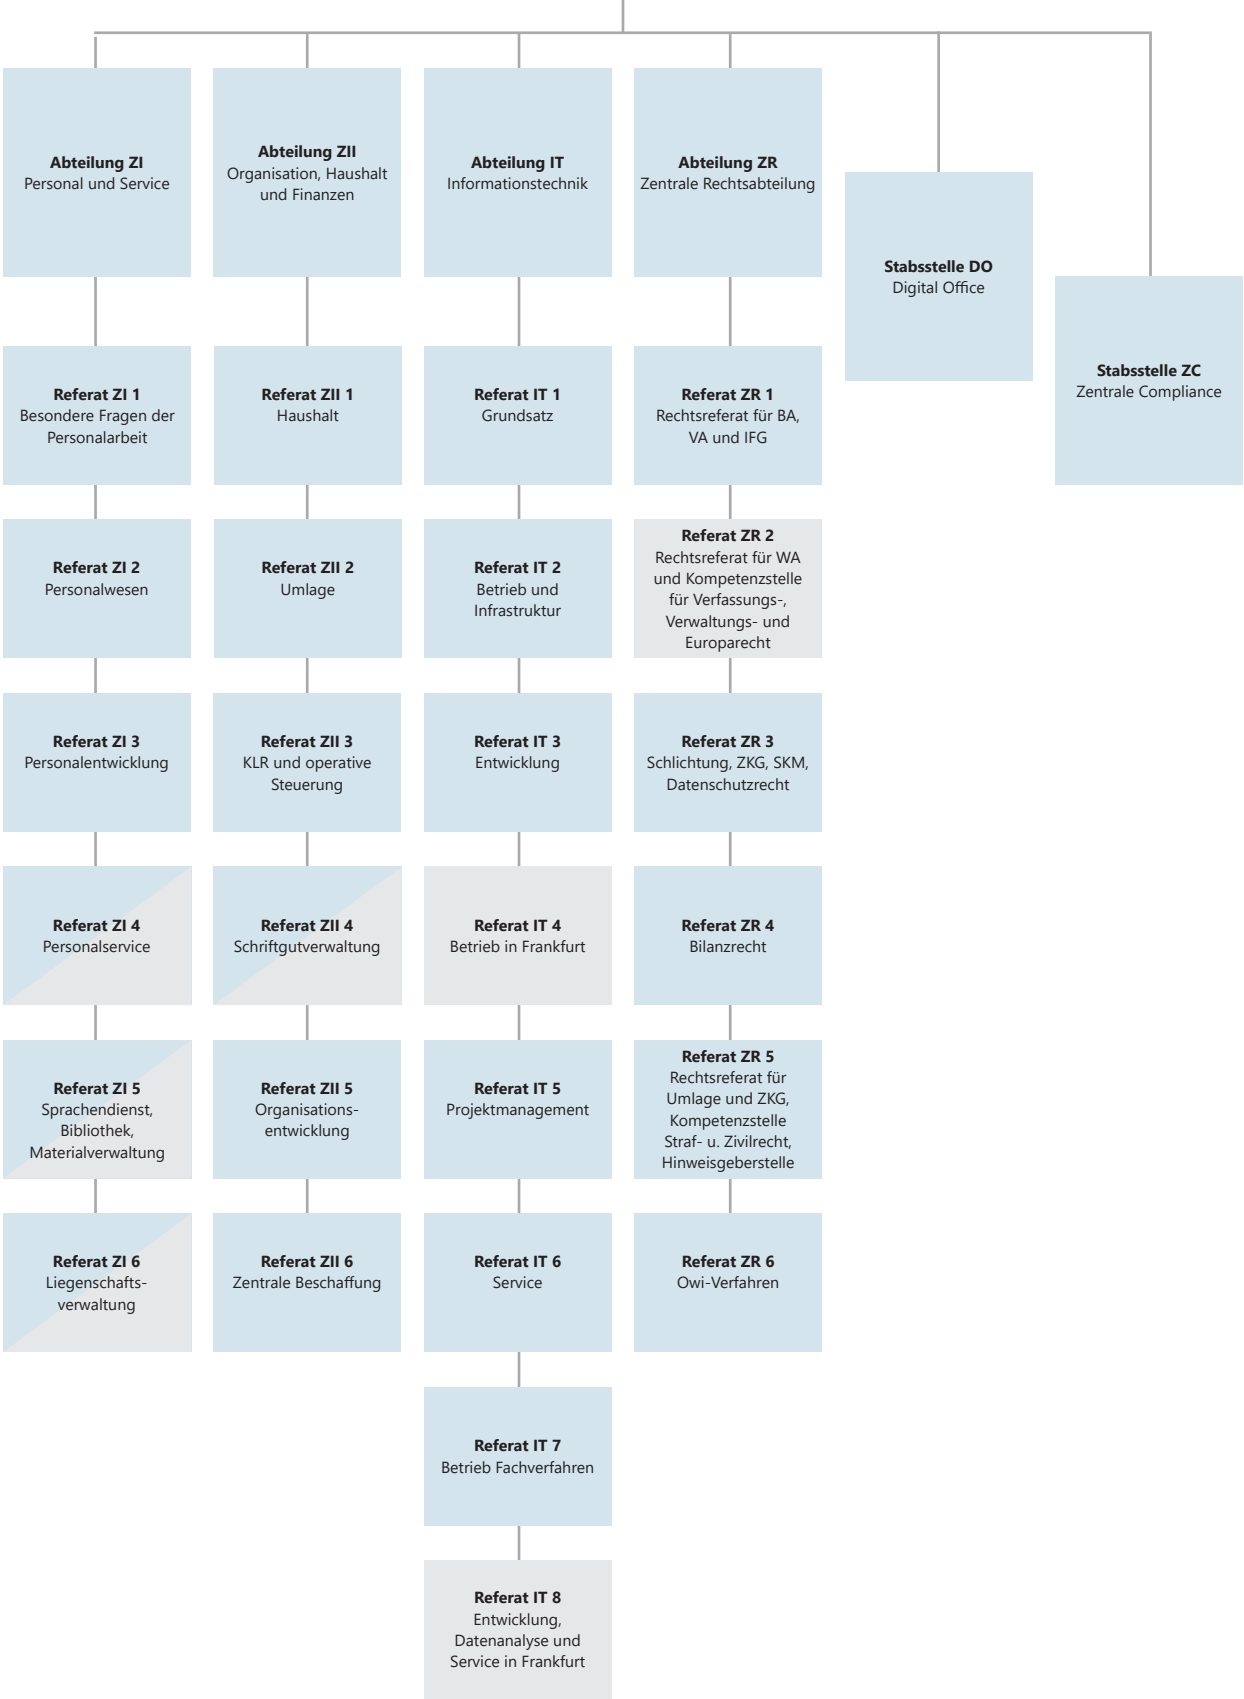 Abteilung ZI
Personal und Service
Abteilung ZII
Organisation, Haushalt
und Finanzen
Abteilung IT
Informationstechnik
Abteilung ZR
Zentrale Rechtsabteilung
Stabsstelle DO
Digital Office
Stabsstelle ZC
Zentrale Compliance
Referat ZI 1
Besondere Fragen der
Personalarbeit
Referat ZII 1
Haushalt
Referat IT 1
Grundsatz
Referat ZR 1
Rechtsreferat für BA,
VA und IFG
Referat ZI 2
Personalwesen
Referat ZII 2
Umlage
Referat IT 2
Betrieb und
Infrastruktur
Referat ZR 2
Rechtsreferat für WA
und Kompetenzstelle
für Verfassungs-,
Verwaltungs- und
Europarecht
Referat ZI 3
Personalentwicklung
Referat ZII 3
KLR und operative
Steuerung
Referat IT 3
Entwicklung
Referat ZR 3
Schlichtung, ZKG, SKM,
Datenschutzrecht
Referat ZI 4
Personalservice
Referat ZII 4
Schriftgutverwaltung
Referat IT 4
Betrieb in Frankfurt
Referat ZR 4
Bilanzrecht
Referat ZI 5
Sprachendienst,
Bibliothek,
Materialverwaltung
Referat ZII 5
Organisations-
entwicklung
Referat IT 5
Projektmanagement
Referat ZR 5
Rechtsreferat für
Umlage und ZKG,
Kompetenzstelle
Straf- u. Zivilrecht,
Hinweisgeberstelle
Referat ZI 6
Liegenschafts-
verwaltung
Referat ZII 6
Zentrale Beschaffung
Referat IT 6
Service
Referat ZR 6
Owi-Verfahren
Referat IT 7
Betrieb Fachverfahren
Referat IT 8
Entwicklung,
Datenanalyse und
Service in Frankfurt